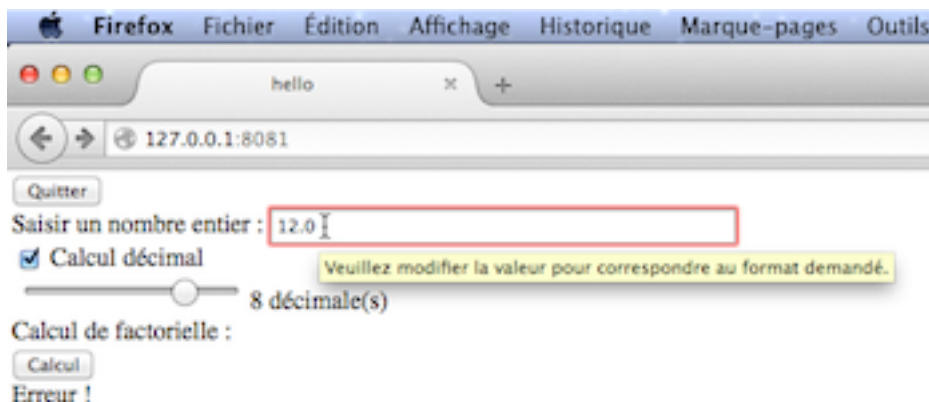 Firefox Fichier Édition Affichage Historique Marque-pages Outils
hello
127.0.0.1:8081
Quitter
Saisir un nombre entier : 12.0
Calcul décimal
Veuillez modifier la valeur pour correspondre au format demandé.
8 décimale(s)
Calcul de factorielle :
Calcul
Erreur !